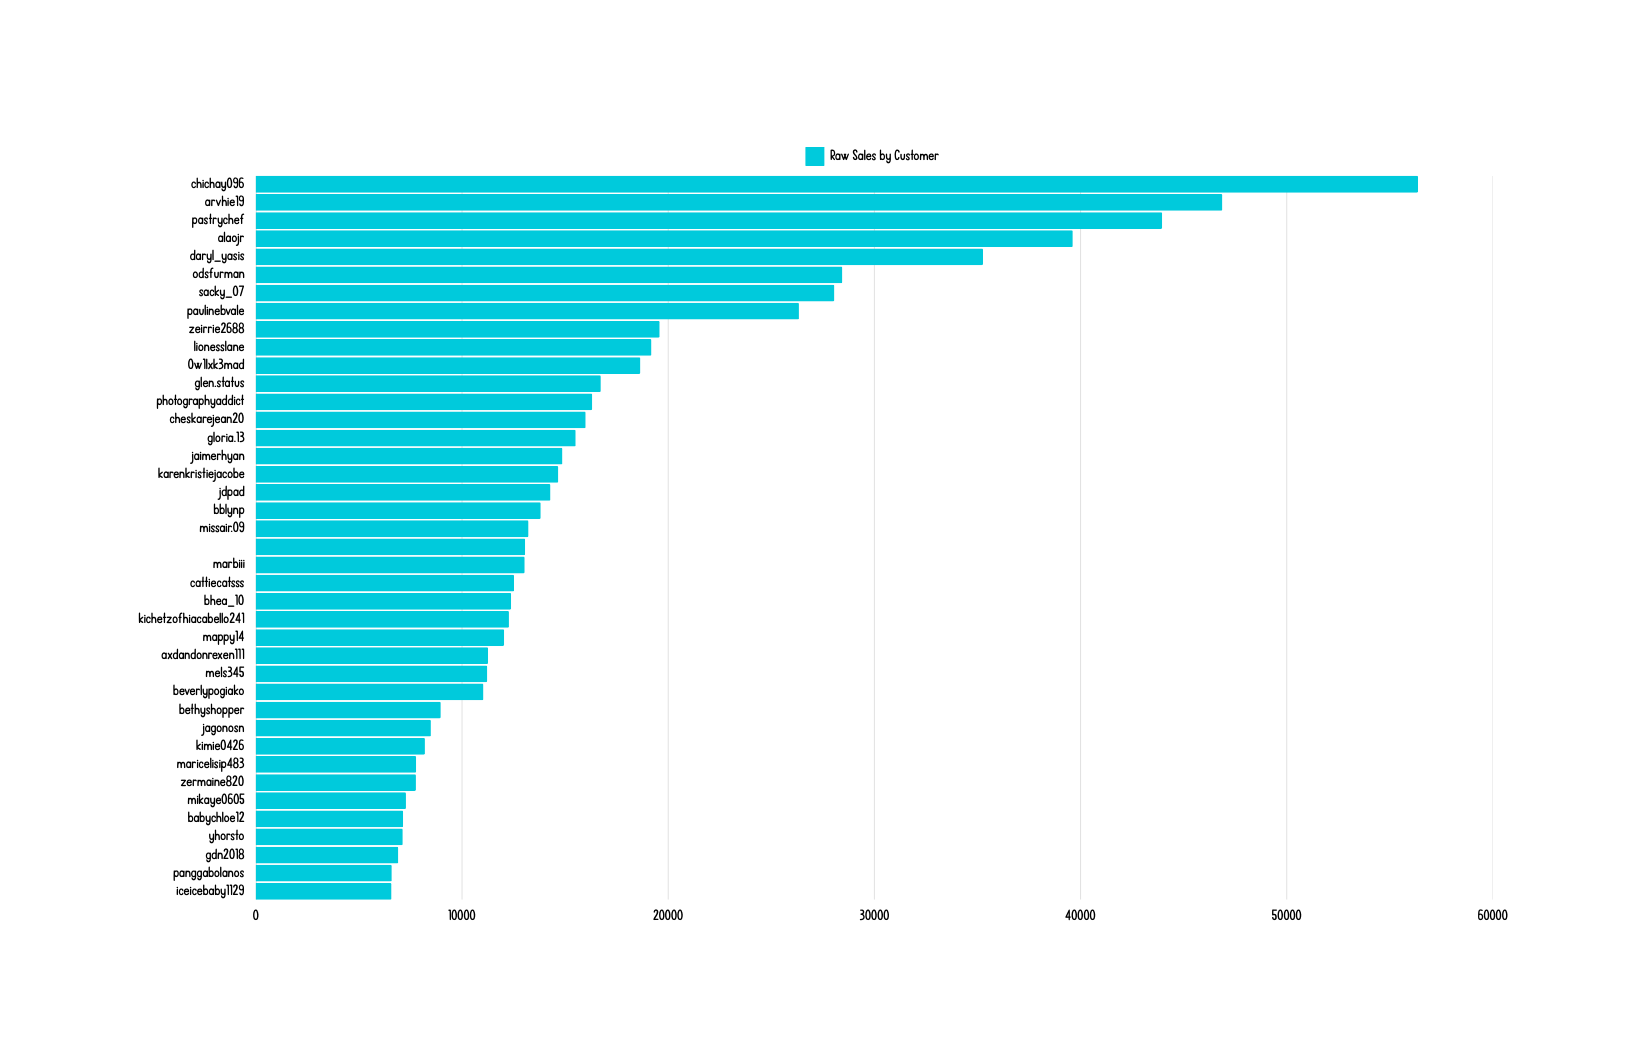 Raw Sales by Customer
chichay096
arvhie19
pastrychef
alaojr
daryl_yasis
odsfurman
sacky_07
paulinebvale
zeirrie2688
lionesslane
0w1lxk3mad
glen.status
photographyaddict
cheskarejean20
gloria.13
jaimerhyan
karenkristiejacobe
jdpad
bblynp
missair.09
marbiii
cattiecatsss
bhea_10
kichetzofhiacabello241
mappy14
axdandonrexen111
mels345
beverlypogiako
bethyshopper
jagonosn
kimie0426
maricelisip483
zermaine820
mikaye0605
babychloe12
yhorsto
gdn2018
panggabolanos
iceicebaby1129
0 10000 20000 30000 40000 50000 60000